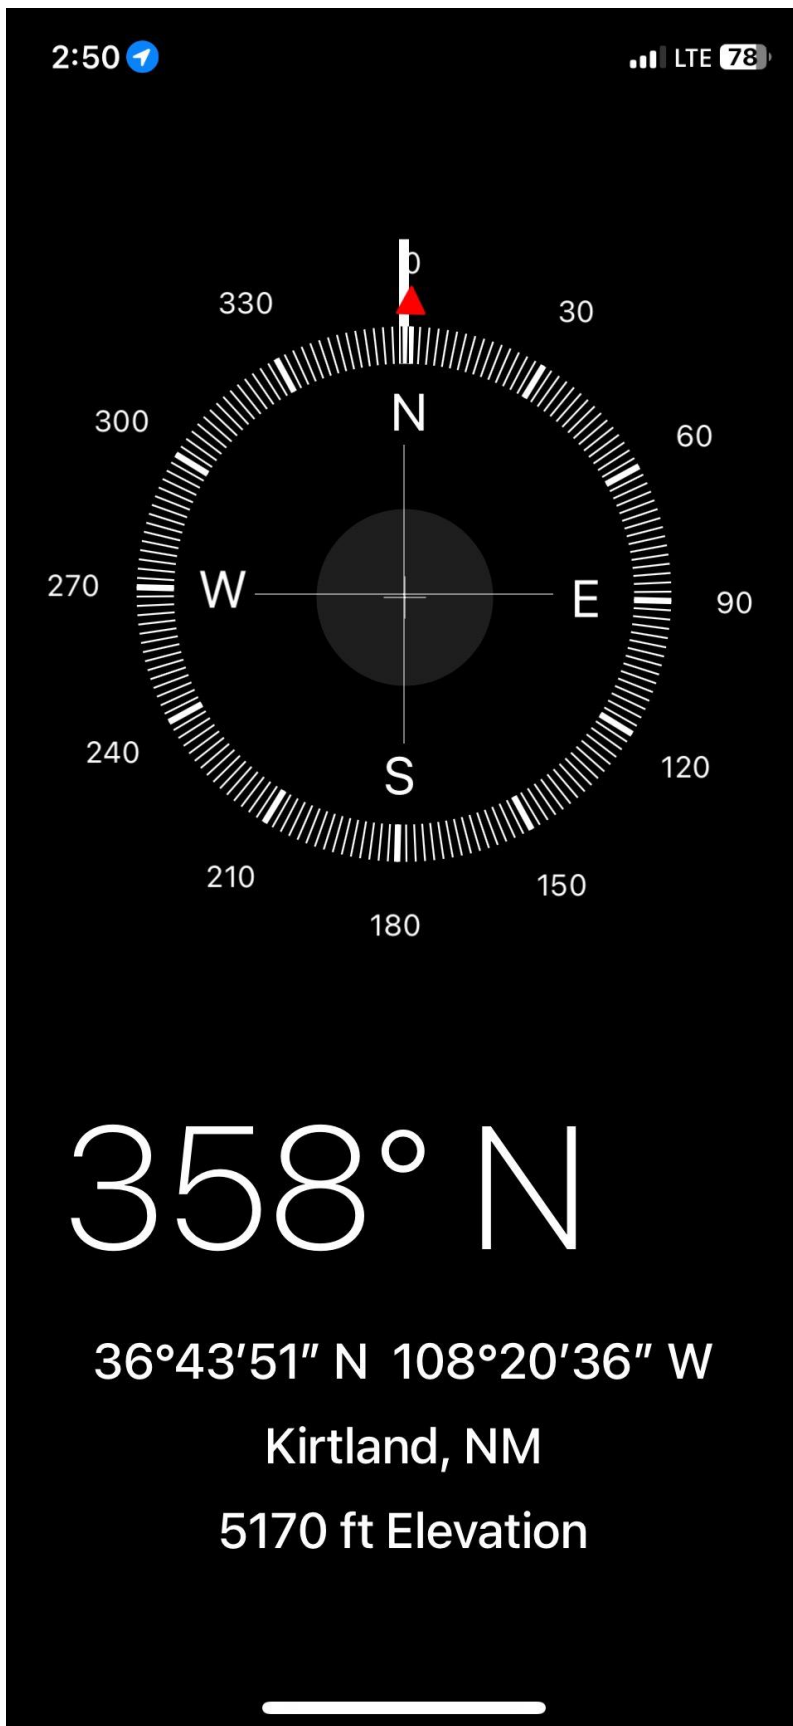 2:50 LTE 78
0
330 30
N
300 60
270 W E 90
S
240 120
210 150
180
358° N
36°43′51″ N 108°20′36″ W
Kirtland, NM
5170 ft Elevation